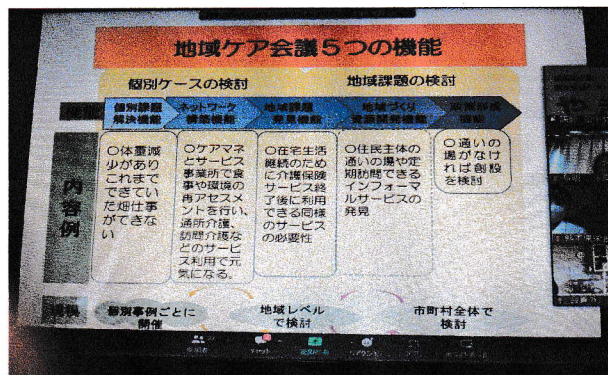 地域ケア会議５つの機能
個別ケースの検討
地域課題の検討
個別課題
解決機能
ネットワーク
構築機能
地域課題
発見機能
地域づくり
資源開発機能
政策形成
機能
内容例
〇体重減
少があり
これまで
できてい
た畑仕事
ができな
い
〇ケアマネ
とサービス
事業所で食
事や環境の
再アセスメ
ントを行い、
通所介護、
訪問介護な
どのサービ
ス利用で元
気になる。
〇在宅生活
継続のため
に介護保険
サービス終
了後に利用
できる同様
のサービス
の必要性
〇住民主体の
通いの場や定
期訪問できる
インフォーマ
ルサービスの
発見
〇通いの
場がなけ
れば創設
を検討
規模
個別事例ごとに
開催
地域レベル
で検討
市町村全体で
検討
チャット